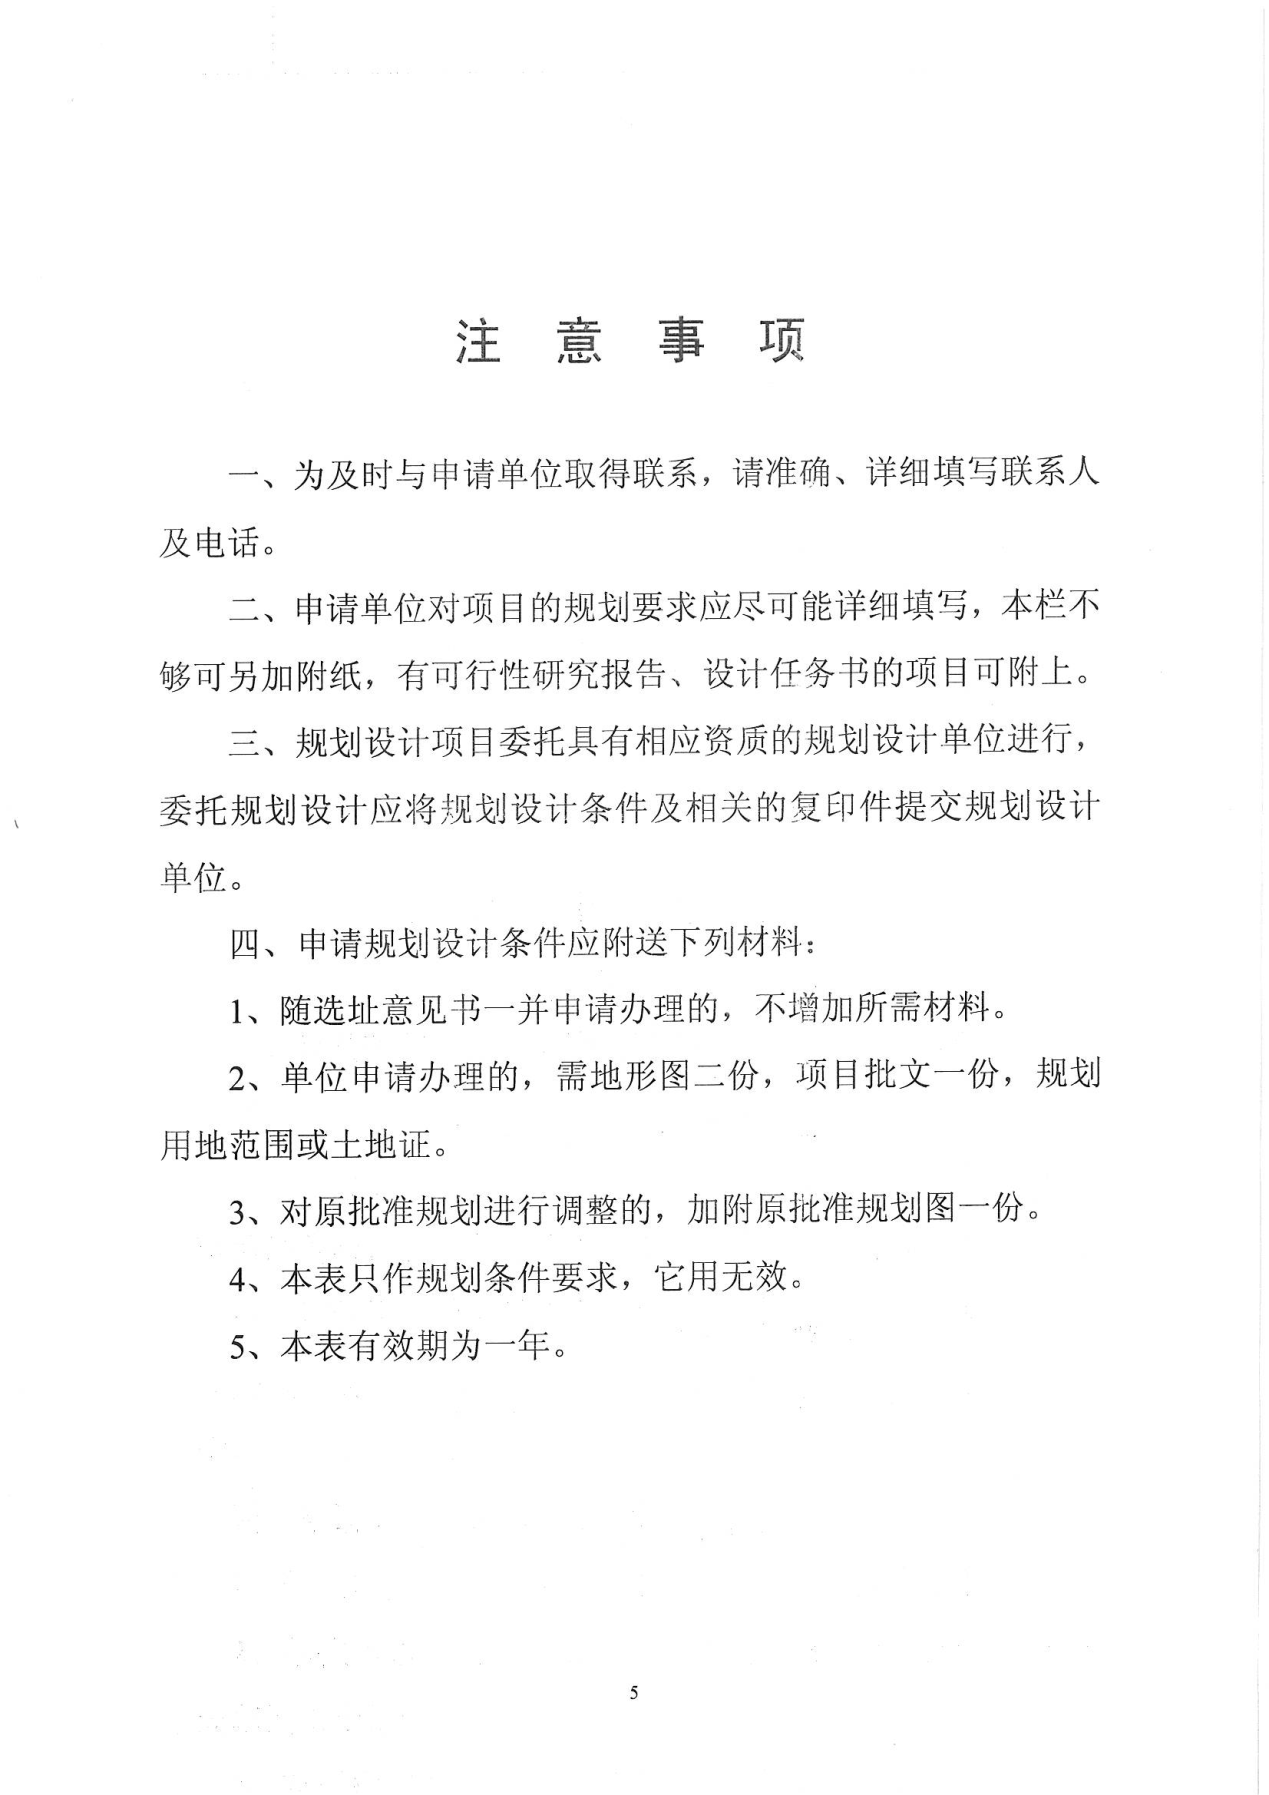 注 意 事 项
一、为及时与申请单位取得联系，请准确、详细填写联系人
及电话。
二、申请单位对项目的规划要求应尽可能详细填写，本栏不
够可另加附纸，有可行性研究报告、设计任务书的项目可附上。
三、规划设计项目委托具有相应资质的规划设计单位进行，
委托规划设计应将规划设计条件及相关的复印件提交规划设计
单位。
四、申请规划设计条件应附送下列材料：
1、随选址意见书一并申请办理的，不增加所需材料。
2、单位申请办理的，需地形图二份，项目批文一份，规划
用地范围或土地证。
3、对原批准规划进行调整的，加附原批准规划图一份。
4、本表只作规划条件要求，它用无效。
5、本表有效期为一年。
5